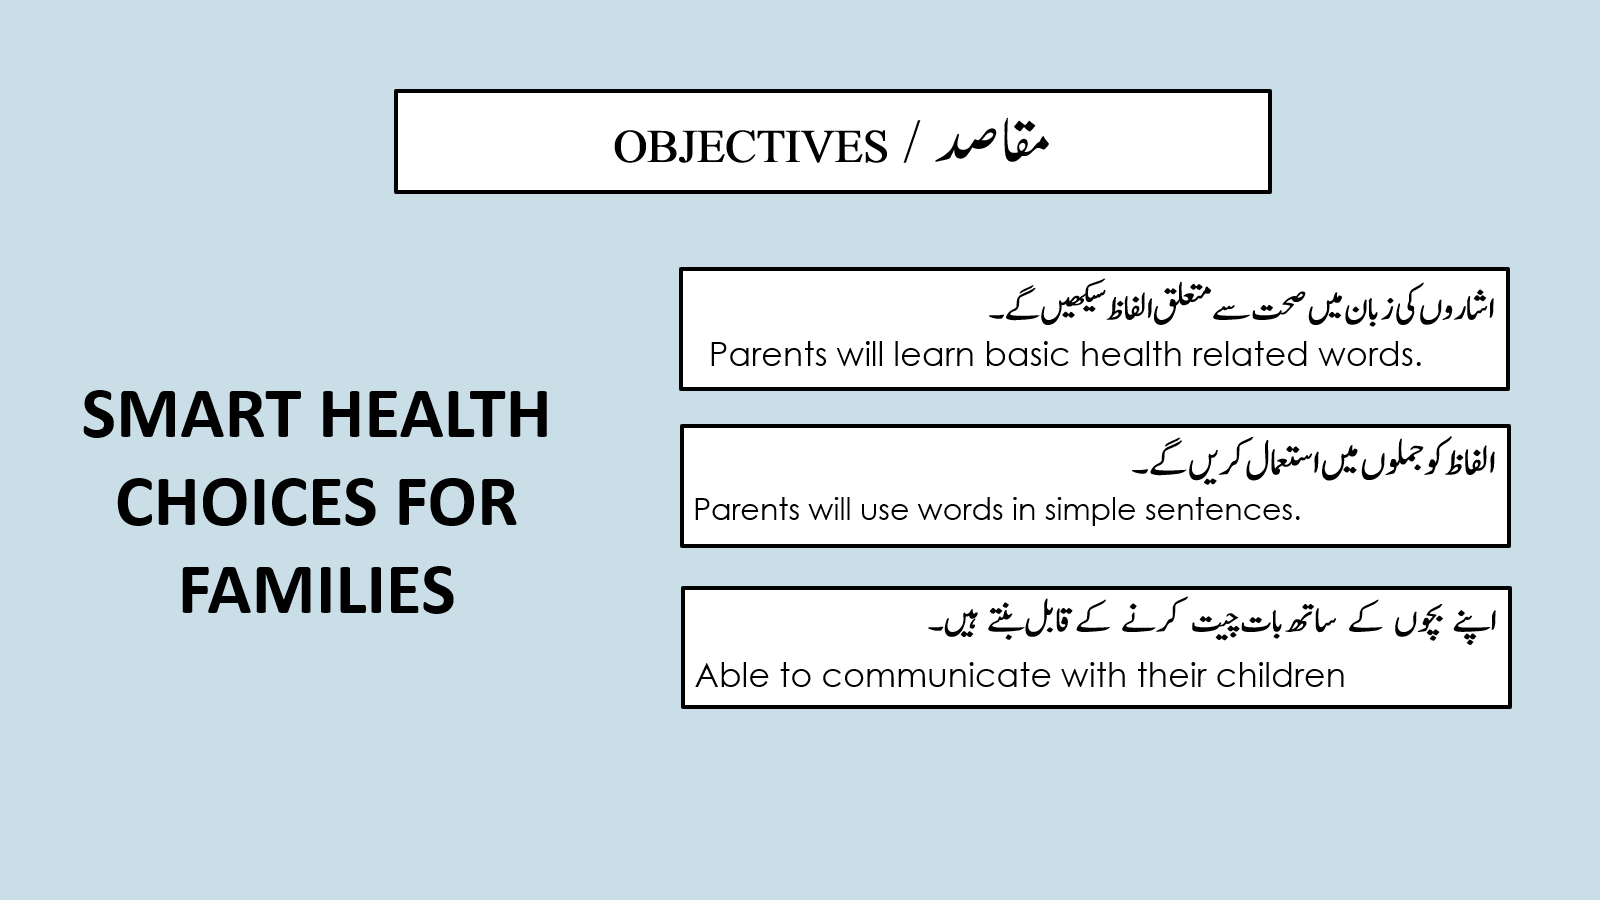 OBJECTIVES / مقاصد
SMART HEALTH
CHOICES FOR
FAMILIES
اشاروں کی زبان میں صحت سے متعلق الفاظ سیکھیں گے۔
Parents will learn basic health related words.
الفاظ کو جملوں میں استعمال کریں گے۔
Parents will use words in simple sentences.
اپنے بچوں کے ساتھ بات چیت کرنے کے قابل بنتے ہیں۔
Able to communicate with their children